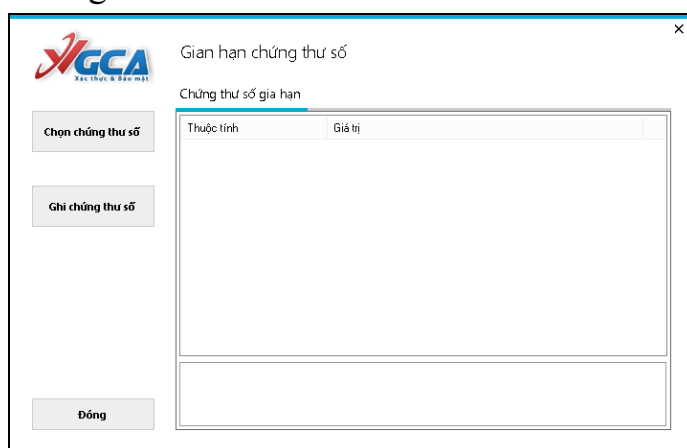 ×
VGCA
Xác thực & Bảo mật
Gian hạn chứng thư số
Chứng thư số gia hạn
Chọn chứng thư số
Thuộc tính Giá trị
Ghi chứng thư số
Đóng